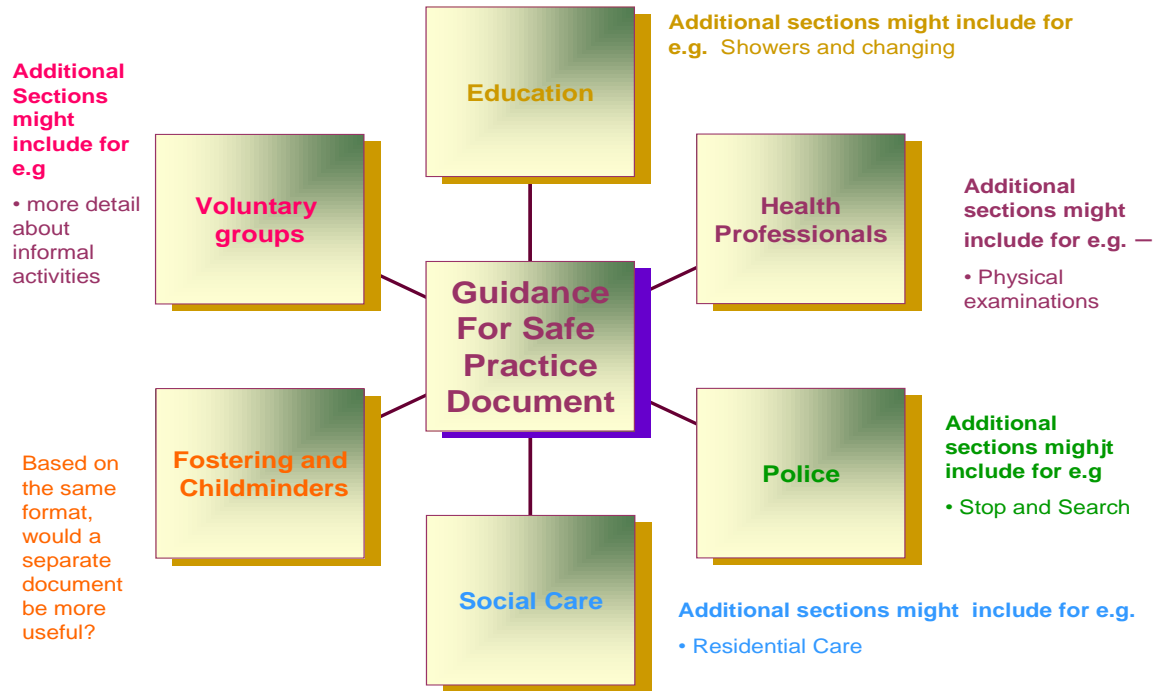 Additional sections might include for
e.g. Showers and changing
Education
Additional
Sections
might
include for
e.g
• more detail
about
informal
activities
Voluntary
groups
Health
Professionals
Additional
sections might
include for e.g. –
• Physical
examinations
Guidance
For Safe
Practice
Document
Fostering and
Childminders
Based on
the same
format,
would a
separate
document
be more
useful?
Police
Additional
sections mighjt
include for e.g
• Stop and Search
Social Care
Additional sections might include for e.g.
• Residential Care